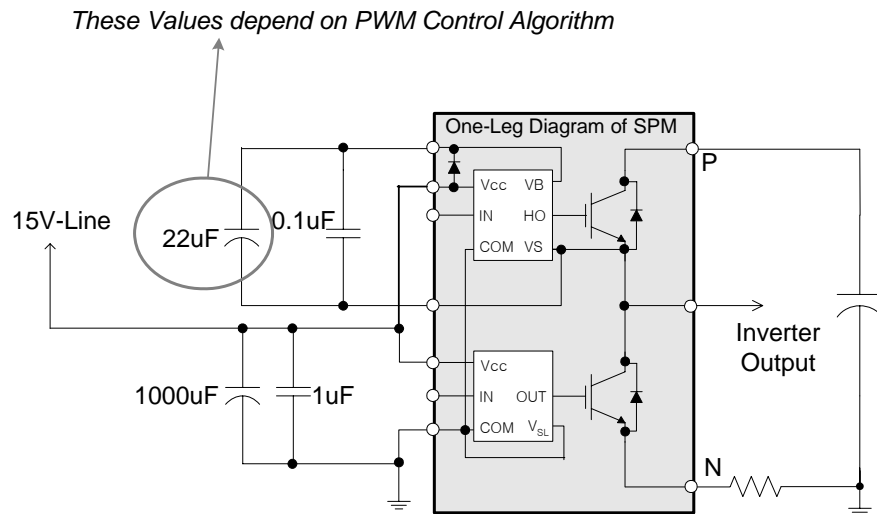 These Values depend on PWM Control Algorithm
One-Leg Diagram of SPM
P
Vcc VB
15V-Line
22uF
0.1uF
IN HO
COM VS
Inverter
Output
Vcc
1000uF
1uF
IN OUT
COM VSL
N